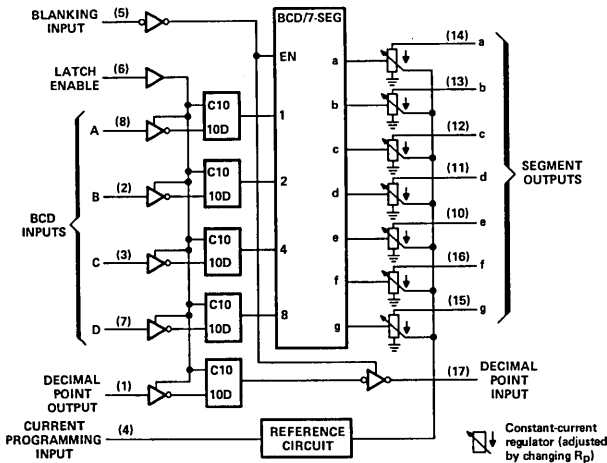 BLANKING INPUT (5)
LATCH ENABLE (6)
BCD INPUTS
A (8)
B (2)
C (3)
D (7)
DECIMAL POINT OUTPUT (1)
CURRENT PROGRAMMING INPUT (4)
C10
10D
C10
10D
C10
10D
C10
10D
C10
10D
BCD/7-SEG
EN
1
2
4
8
a
b
c
d
e
f
g
REFERENCE CIRCUIT
(14) a
(13) b
(12) c
(11) d
(10) e
(16) f
(15) g
SEGMENT OUTPUTS
(17) DECIMAL POINT INPUT
Constant-current
regulator (adjusted
by changing Rp)